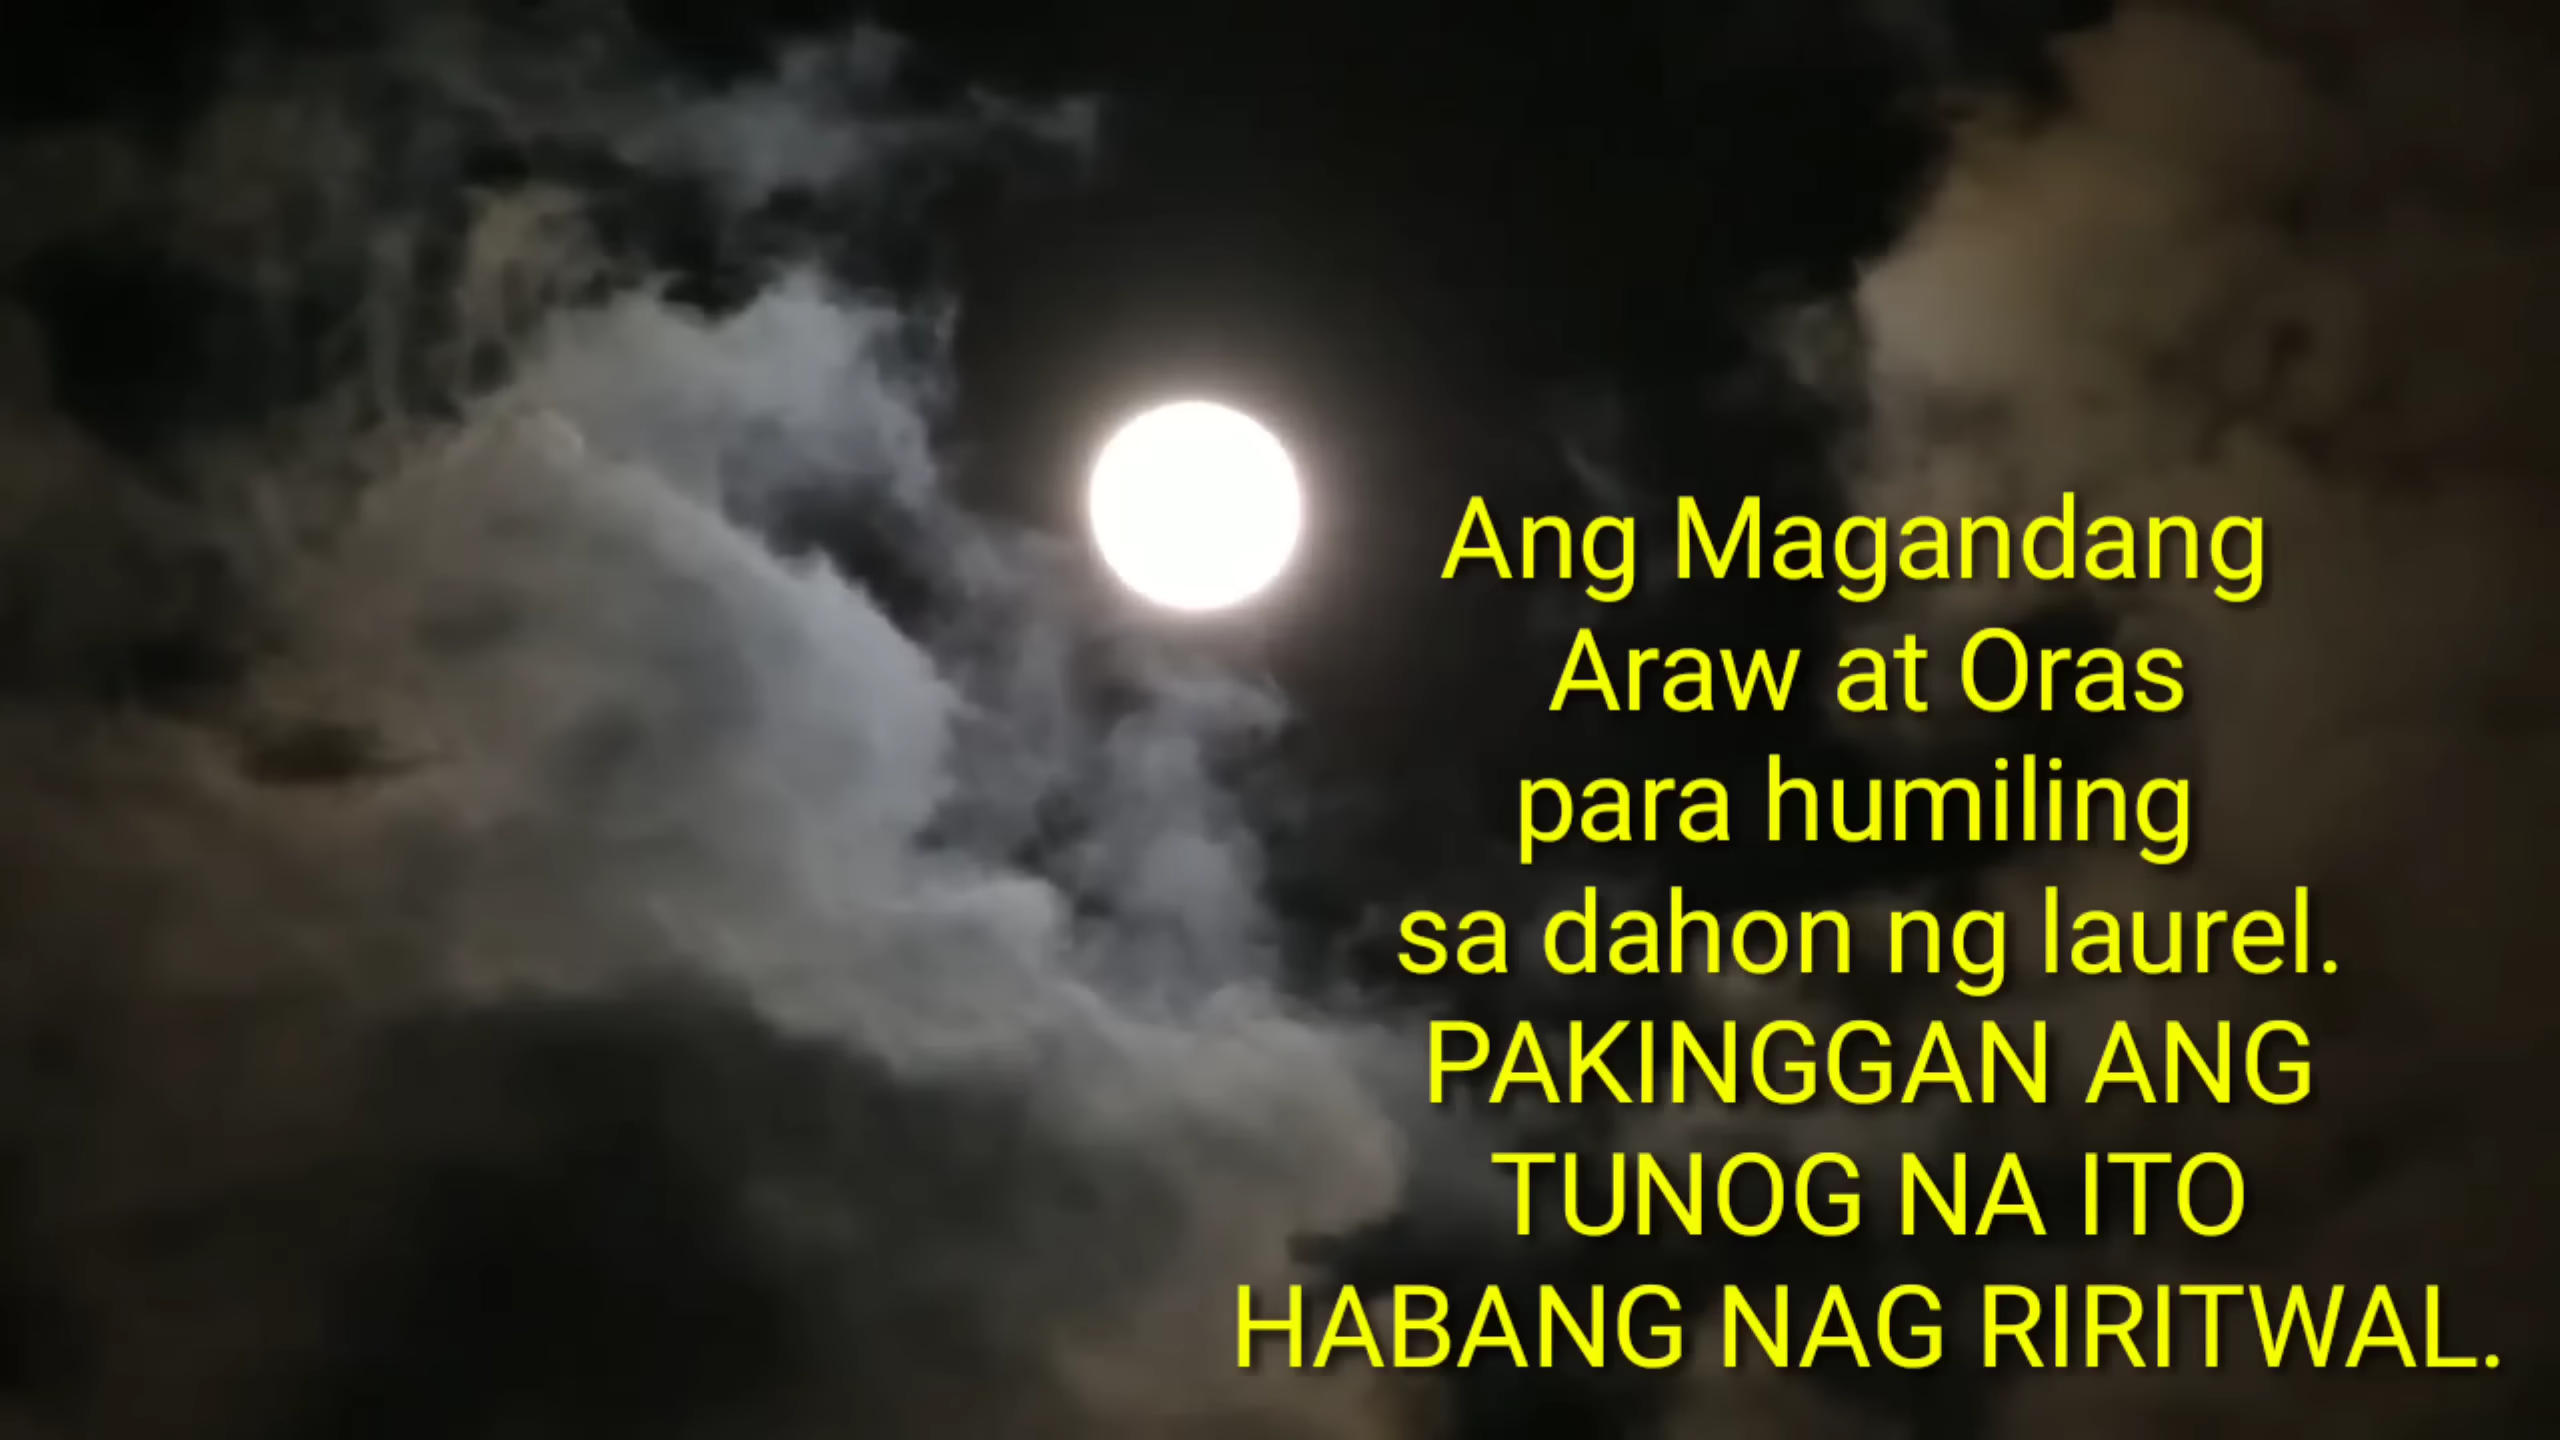 Ang Magandang
Araw at Oras
para humiling
sa dahon ng laurel.
PAKINGGAN ANG
TUNOG NA ITO
HABANG NAG RIRITWAL.